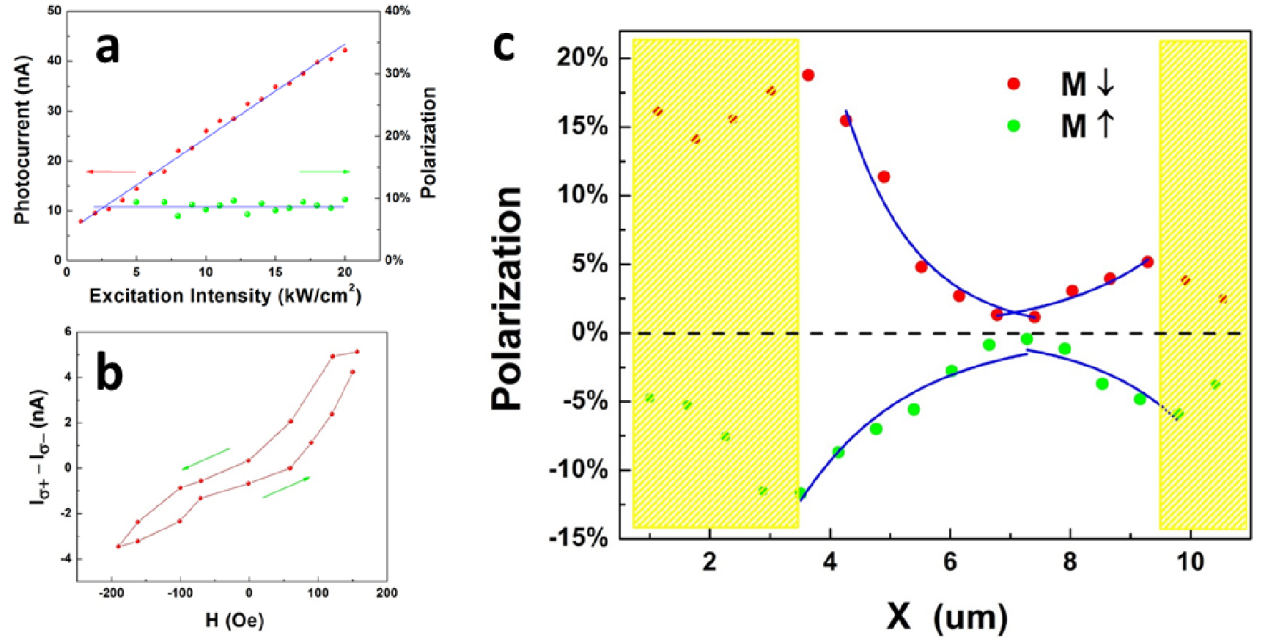 a
50
40
30
20
10
0
Photocurrent (nA)
40%
30%
20%
10%
0%
Polarization
0 5 10 15 20
Excitation Intensity (kW/cm²)
b
6
4
2
0
-2
-4
Iσ+ – Iσ− (nA)
-200 -100 0 100 200
H (Oe)
c
20%
15%
10%
5%
0%
-5%
-10%
-15%
Polarization
M ↓
M ↑
2 4 6 8 10
X (um)